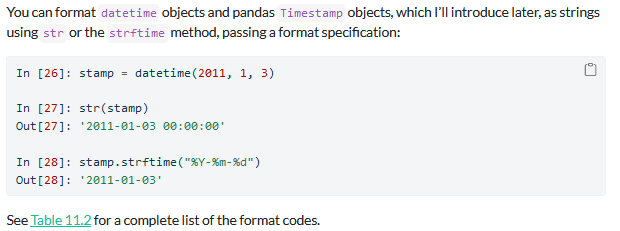 You can format datetime objects and pandas Timestamp objects, which I'll introduce later, as strings
using str or the strftime method, passing a format specification:
In [26]: stamp = datetime(2011, 1, 3)
In [27]: str(stamp)
Out[27]: '2011-01-03 00:00:00'
In [28]: stamp.strftime("%Y-%m-%d")
Out[28]: '2011-01-03'
See Table 11.2 for a complete list of the format codes.